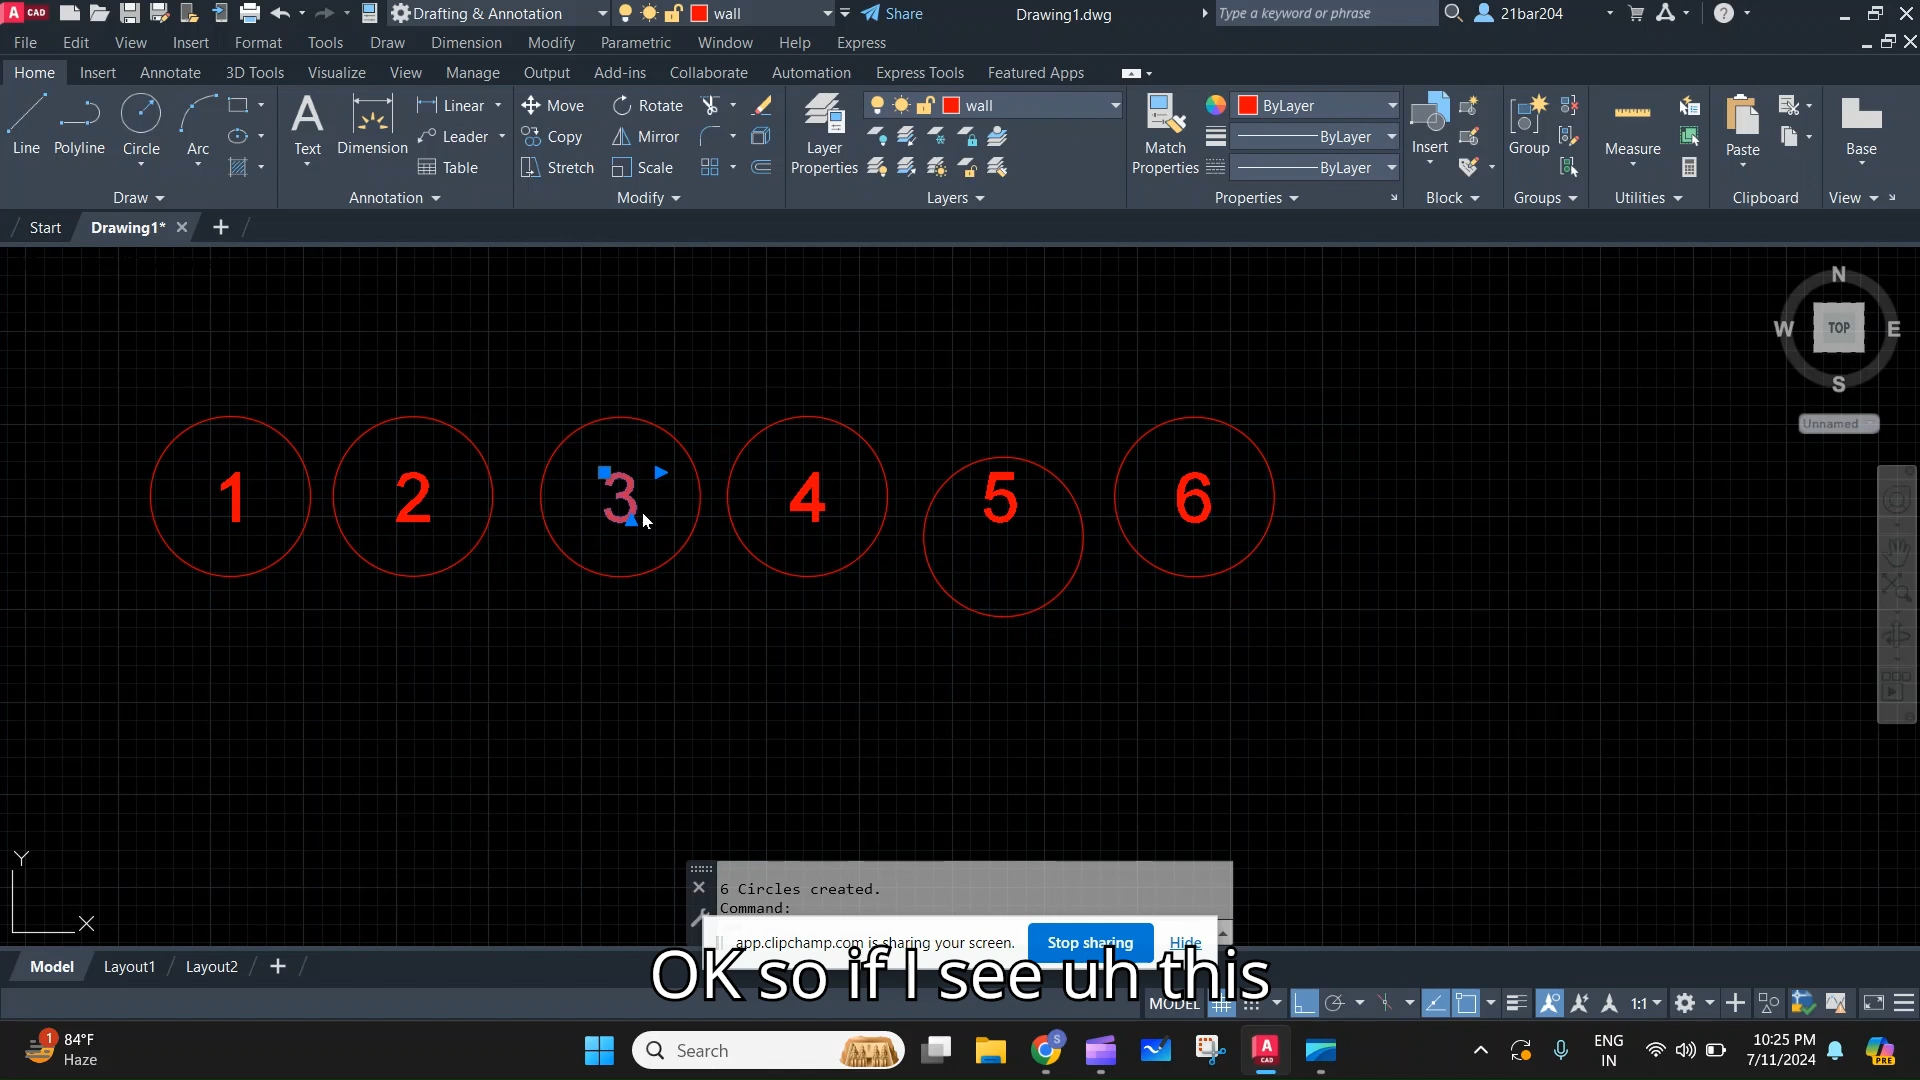 A CAD Drafting & Annotation wall Share Drawing1.dwg Type a keyword or phrase 21bar204
File Edit View Insert Format Tools Draw Dimension Modify Parametric Window Help Express
Home Insert Annotate 3D Tools Visualize View Manage Output Add-ins Collaborate Automation Express Tools Featured Apps
Linear Move Rotate wall ByLayer
Leader Copy Mirror ByLayer
Line Polyline Circle Arc Text Dimension Layer Match Insert Group Measure Paste Base
Table Stretch Scale Properties Properties ByLayer
Draw Annotation Modify Layers Properties Block Groups Utilities Clipboard View
Start Drawing1*
N
W TOP E
S
Unnamed
1 2 3 4 5 6
Y
X
6 Circles created.
Command:
app.clipchamp.com is sharing your screen. Stop sharing Hide
OK so if I see uh this
Model Layout1 Layout2
MODEL 1:1
1 84°F
Haze
Search
S
A CAD
ENG
IN
10:25 PM
7/11/2024
PRE